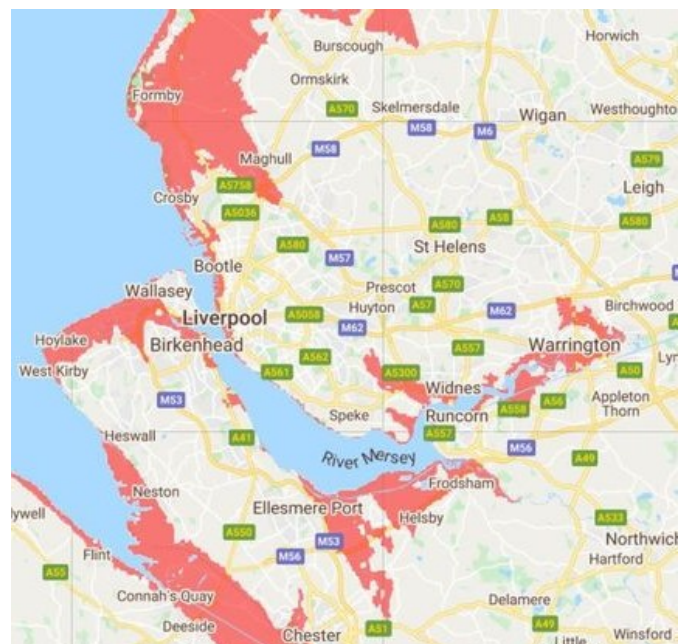 Burscough
Horwich
Ormskirk
Formby
A570
Skelmersdale
M58
M6
Wigan
Westhoughto
M58
Maghull
A579
Leigh
A5758
Crosby
A5036
A580
M57
A580
A58
A580
St Helens
Bootle
Prescot
A570
Wallasey
Huyton
A57
M62
Birchwood
Liverpool
A5058
M62
Hoylake
Birkenhead
A562
A557
Warrington
West Kirby
A561
A5300
A50
Lyn
Widnes
M53
Speke
Runcorn
A558
A56
Appleton
Thorn
Heswall
A41
A557
M56
River Mersey
A49
Neston
Frodsham
Ellesmere Port
Helsby
A533
ywell
A550
M53
Northwich
Flint
M56
Hartford
A55
Connah's Quay
Delamere
Deeside
Chester
A51
A49
Little
Winsford